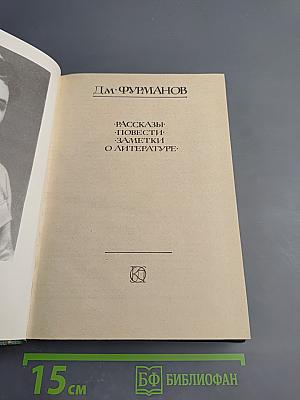 Дм·ФУРМАНОВ
·РАССКАЗЫ·
·ПОВЕСТИ·
·ЗАМЕТКИ
О ЛИТЕРАТУРЕ·
15 см
БФ БИБЛИОФАН